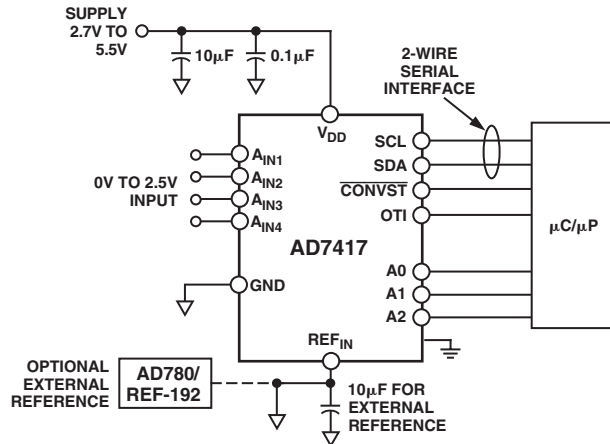 SUPPLY
2.7V TO
5.5V
10μF
0.1μF
2-WIRE
SERIAL
INTERFACE
VDD
AIN1
AIN2
AIN3
AIN4
0V TO 2.5V
INPUT
GND
AD7417
SCL
SDA
CONVST
OTI
A0
A1
A2
μC/μP
REFIN
OPTIONAL
EXTERNAL
REFERENCE
AD780/
REF-192
10μF FOR
EXTERNAL
REFERENCE